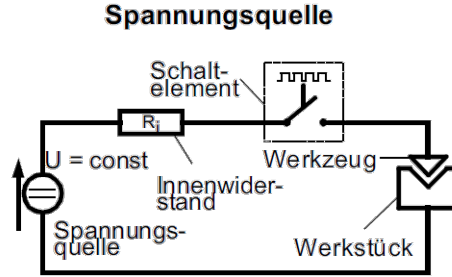 Spannungsquelle
Schalt-
element
Ri
U = const
Werkzeug
Innenwider-
stand
Spannungs-
quelle
Werkstück